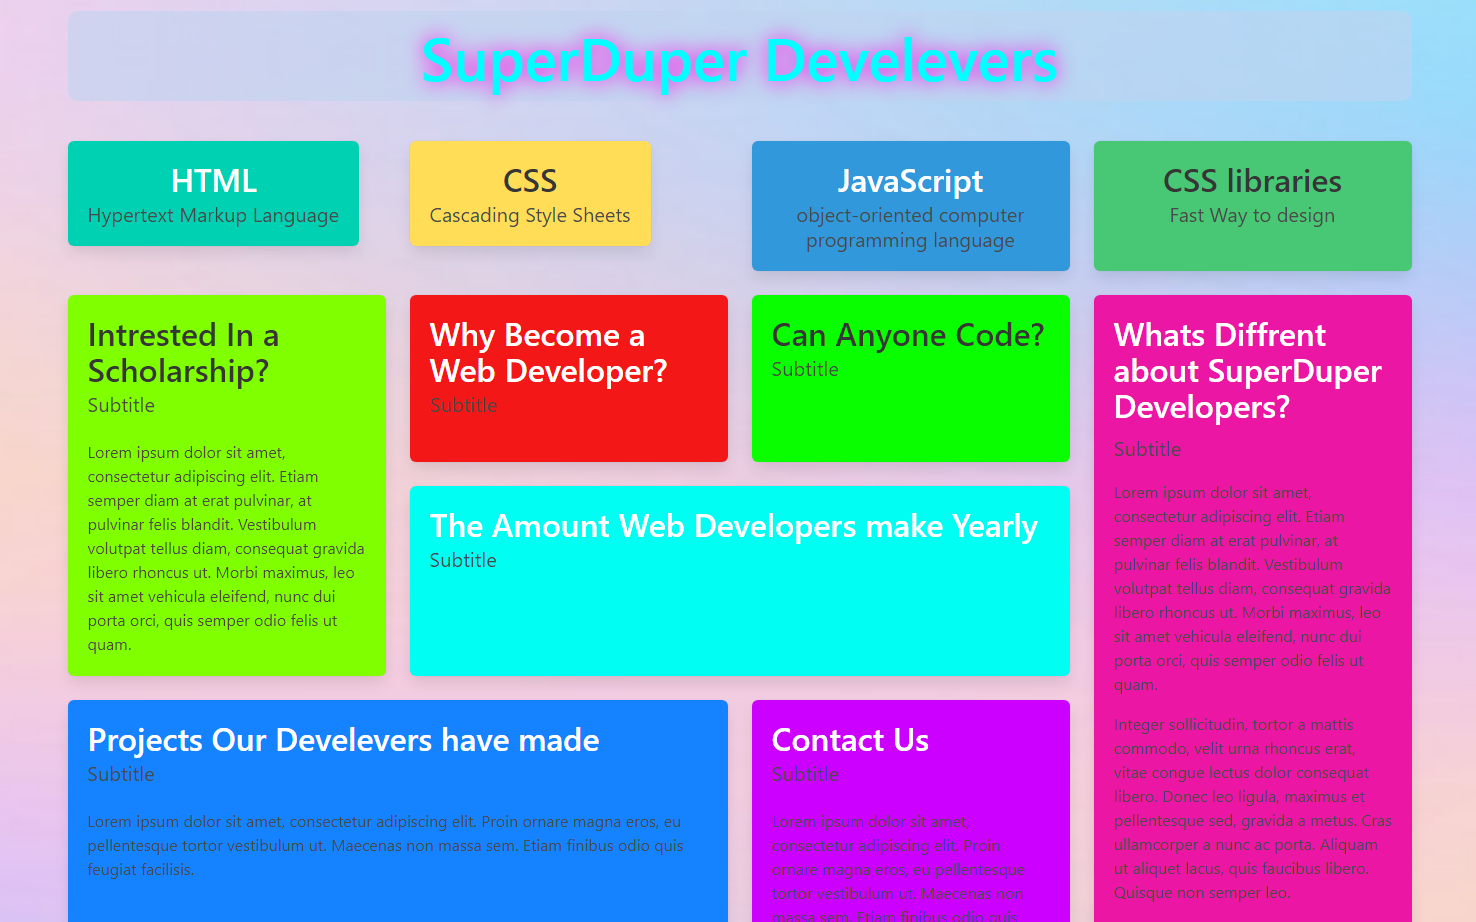 SuperDuper Develevers
HTML
Hypertext Markup Language
CSS
Cascading Style Sheets
JavaScript
object-oriented computer
programming language
CSS libraries
Fast Way to design
Intrested In a
Scholarship?
Subtitle
Lorem ipsum dolor sit amet,
consectetur adipiscing elit. Etiam
semper diam at erat pulvinar, at
pulvinar felis blandit. Vestibulum
volutpat tellus diam, consequat gravida
libero rhoncus ut. Morbi maximus, leo
sit amet vehicula eleifend, nunc dui
porta orci, quis semper odio felis ut
quam.
Why Become a
Web Developer?
Subtitle
Can Anyone Code?
Subtitle
The Amount Web Developers make Yearly
Subtitle
Whats Diffrent
about SuperDuper
Developers?
Subtitle
Lorem ipsum dolor sit amet,
consectetur adipiscing elit. Etiam
semper diam at erat pulvinar, at
pulvinar felis blandit. Vestibulum
volutpat tellus diam, consequat gravida
libero rhoncus ut. Morbi maximus, leo
sit amet vehicula eleifend, nunc dui
porta orci, quis semper odio felis ut
quam.
Integer sollicitudin, tortor a mattis
commodo, velit urna rhoncus erat,
vitae congue lectus dolor consequat
libero. Donec leo ligula, maximus et
pellentesque sed, gravida a metus. Cras
ullamcorper a nunc ac porta. Aliquam
ut aliquet lacus, quis faucibus libero.
Quisque non semper leo.
Projects Our Develevers have made
Subtitle
Lorem ipsum dolor sit amet, consectetur adipiscing elit. Proin ornare magna eros, eu
pellentesque tortor vestibulum ut. Maecenas non massa sem. Etiam finibus odio quis
feugiat facilisis.
Contact Us
Subtitle
Lorem ipsum dolor sit amet,
consectetur adipiscing elit. Proin
ornare magna eros, eu pellentesque
tortor vestibulum ut. Maecenas non
massa sem. Etiam finibus odio quis